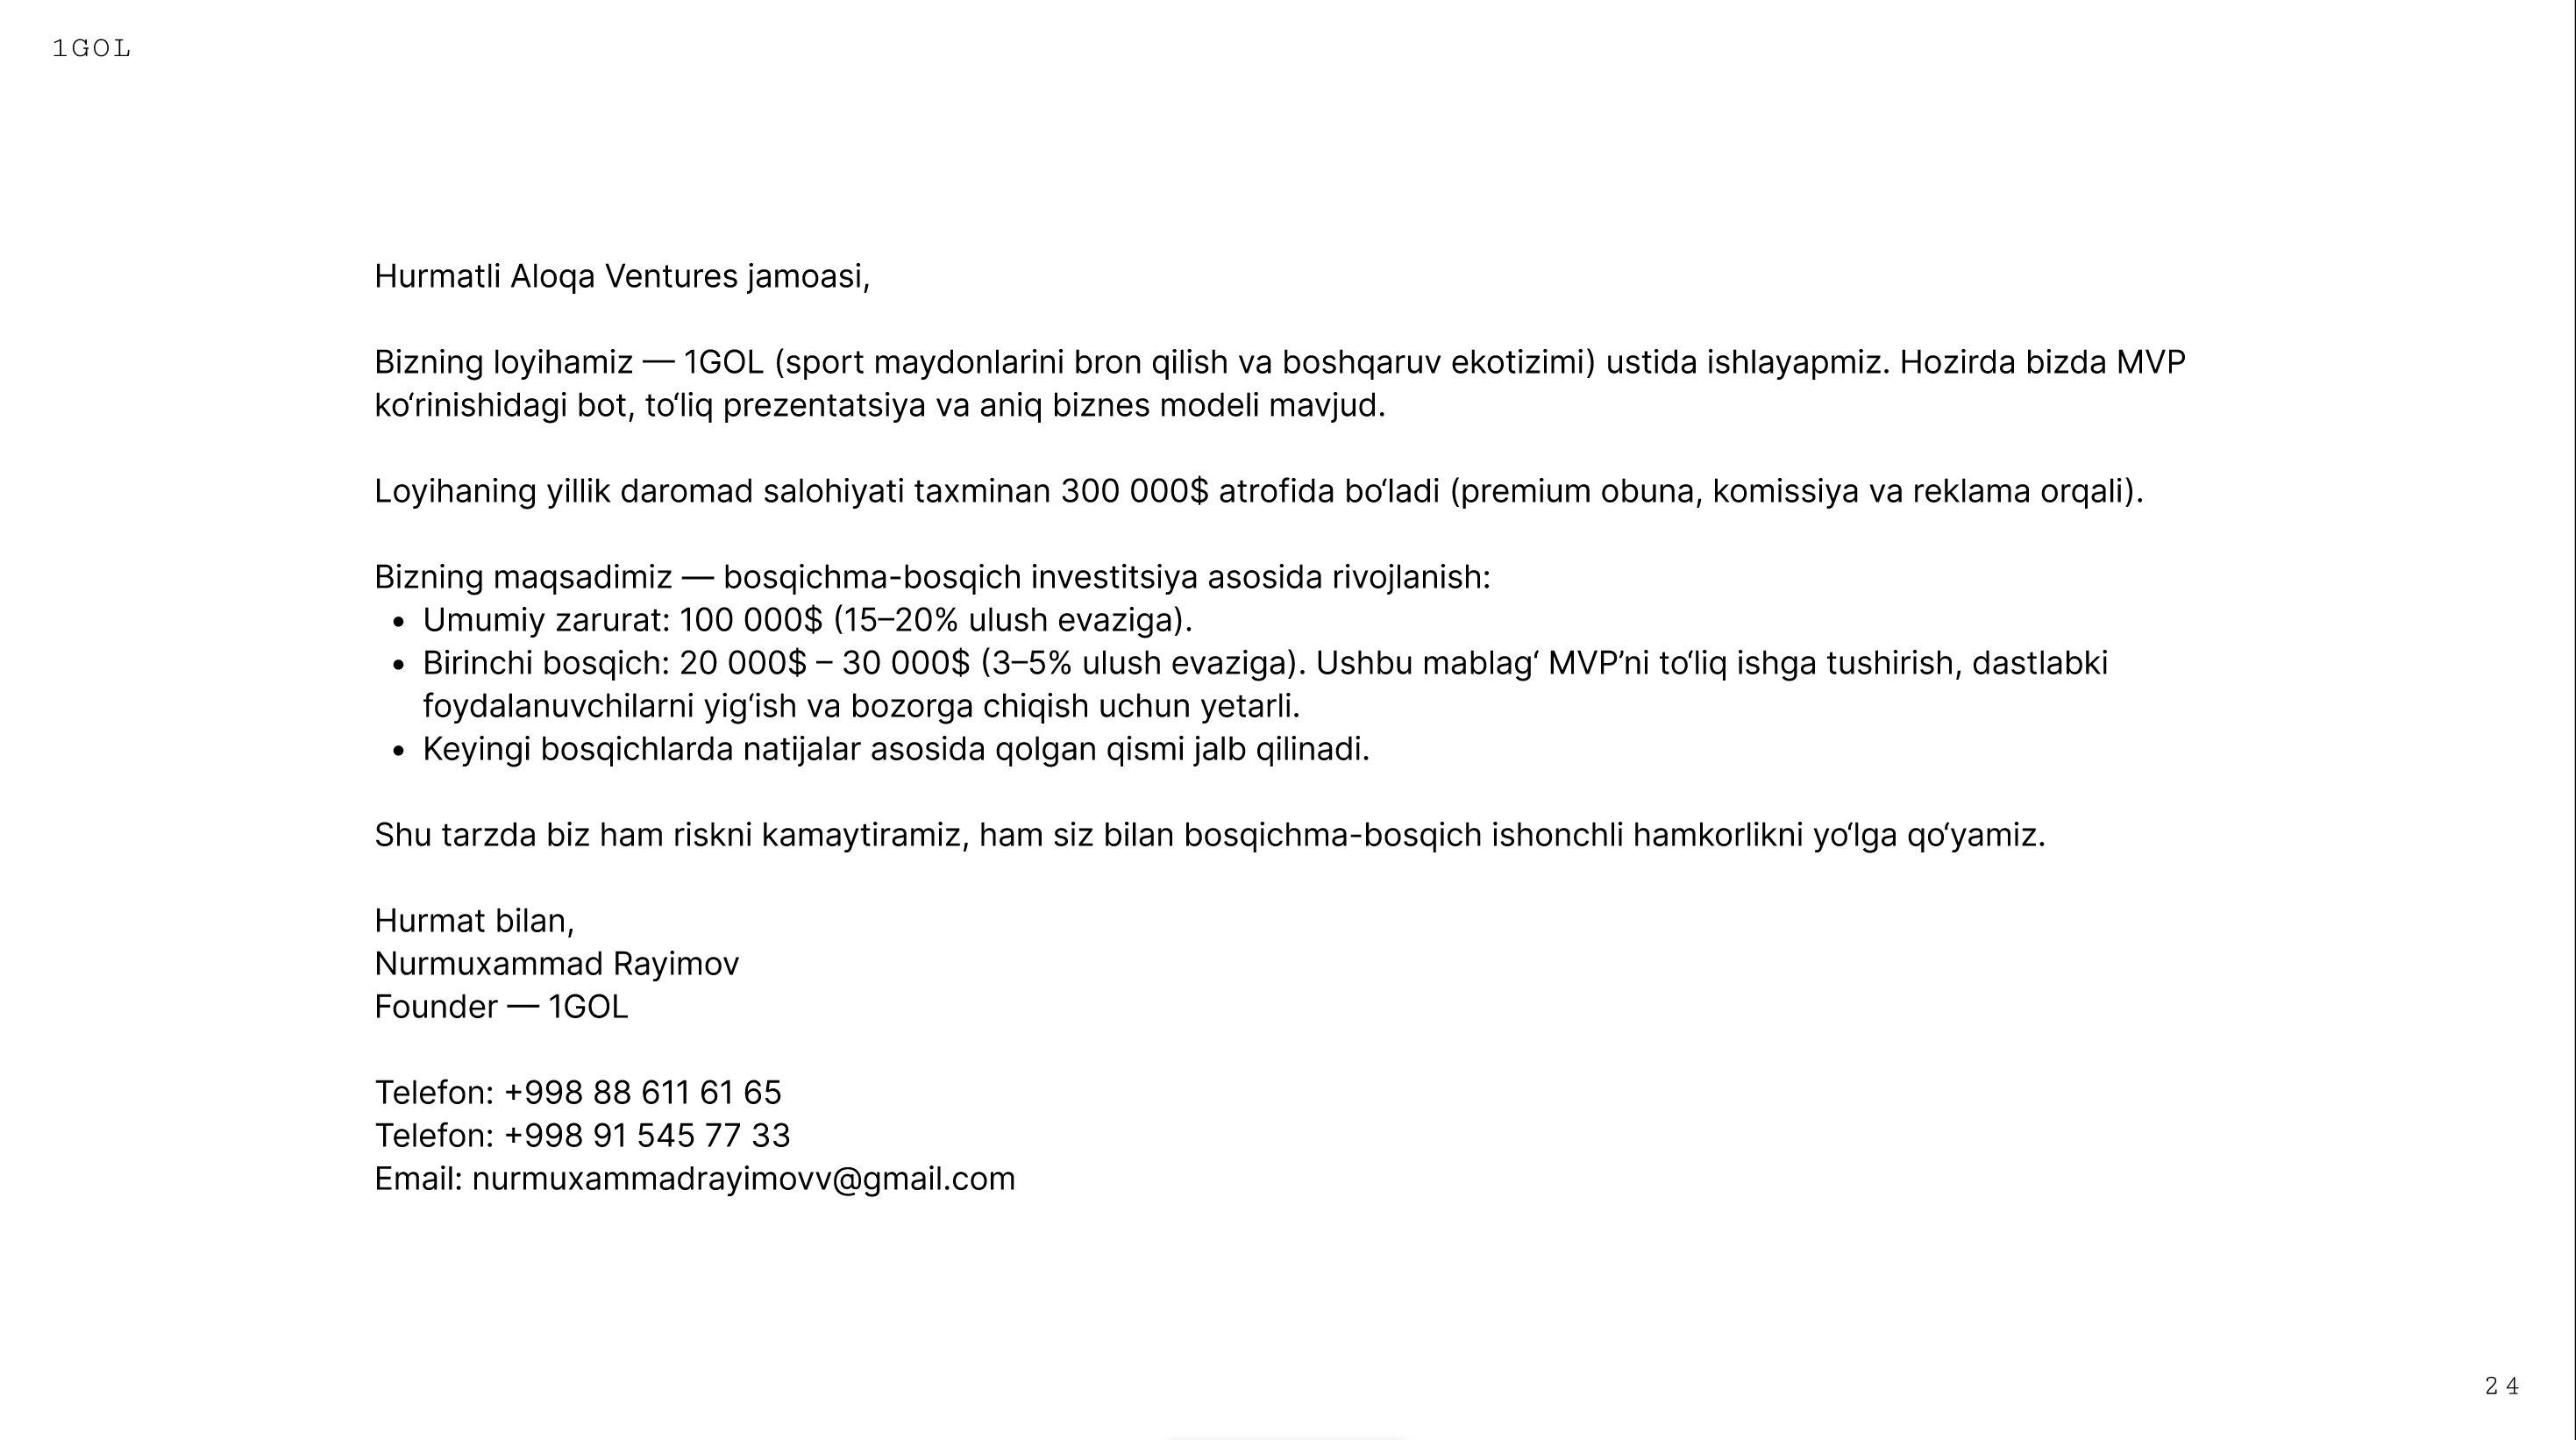 1GOL
Hurmatli Aloqa Ventures jamoasi,
Bizning loyihamiz — 1GOL (sport maydonlarini bron qilish va boshqaruv ekotizimi) ustida ishlayapmiz. Hozirda bizda MVP
ko‘rinishidagi bot, to‘liq prezentatsiya va aniq biznes modeli mavjud.
Loyihaning yillik daromad salohiyati taxminan 300 000$ atrofida bo‘ladi (premium obuna, komissiya va reklama orqali).
Bizning maqsadimiz — bosqichma-bosqich investitsiya asosida rivojlanish:
• Umumiy zarurat: 100 000$ (15–20% ulush evaziga).
• Birinchi bosqich: 20 000$ – 30 000$ (3–5% ulush evaziga). Ushbu mablag‘ MVP’ni to‘liq ishga tushirish, dastlabki
foydalanuvchilarni yig‘ish va bozorga chiqish uchun yetarli.
• Keyingi bosqichlarda natijalar asosida qolgan qismi jalb qilinadi.
Shu tarzda biz ham riskni kamaytiramiz, ham siz bilan bosqichma-bosqich ishonchli hamkorlikni yo‘lga qo‘yamiz.
Hurmat bilan,
Nurmuxammad Rayimov
Founder — 1GOL
Telefon: +998 88 611 61 65
Telefon: +998 91 545 77 33
Email: nurmuxammadrayimovv@gmail.com
24